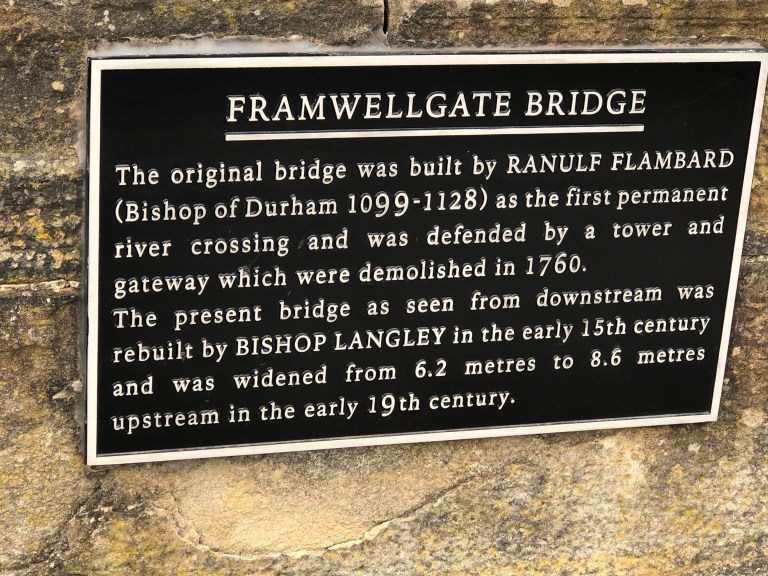 FRAMWELLGATE BRIDGE
The original bridge was built by RANULF FLAMBARD
(Bishop of Durham 1099-1128) as the first permanent
river crossing and was defended by a tower and
gateway which were demolished in 1760.
The present bridge as seen from downstream was
rebuilt by BISHOP LANGLEY in the early 15th century
and was widened from 6.2 metres to 8.6 metres
upstream in the early 19th century.